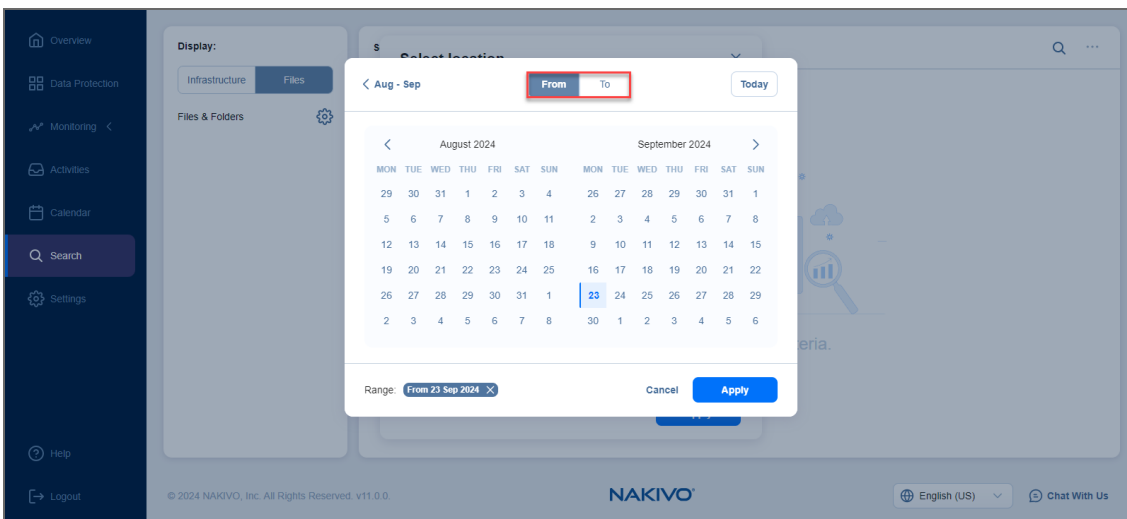 Overview
Data Protection
Monitoring
Activities
Calendar
Search
Settings
Help
Logout
Display:
Infrastructure Files
Files & Folders
S
Select location
Aug - Sep From To Today
August 2024
MON TUE WED THU FRI SAT SUN
29 30 31 1 2 3 4
5 6 7 8 9 10 11
12 13 14 15 16 17 18
19 20 21 22 23 24 25
26 27 28 29 30 31 1
2 3 4 5 6 7 8
September 2024
MON TUE WED THU FRI SAT SUN
26 27 28 29 30 31 1
2 3 4 5 6 7 8
9 10 11 12 13 14 15
16 17 18 19 20 21 22
23 24 25 26 27 28 29
30 1 2 3 4 5 6
Range: From 23 Sep 2024 Cancel Apply
eria.
© 2024 NAKIVO, Inc. All Rights Reserved. v11.0.0. NAKIVO® English (US) Chat With Us